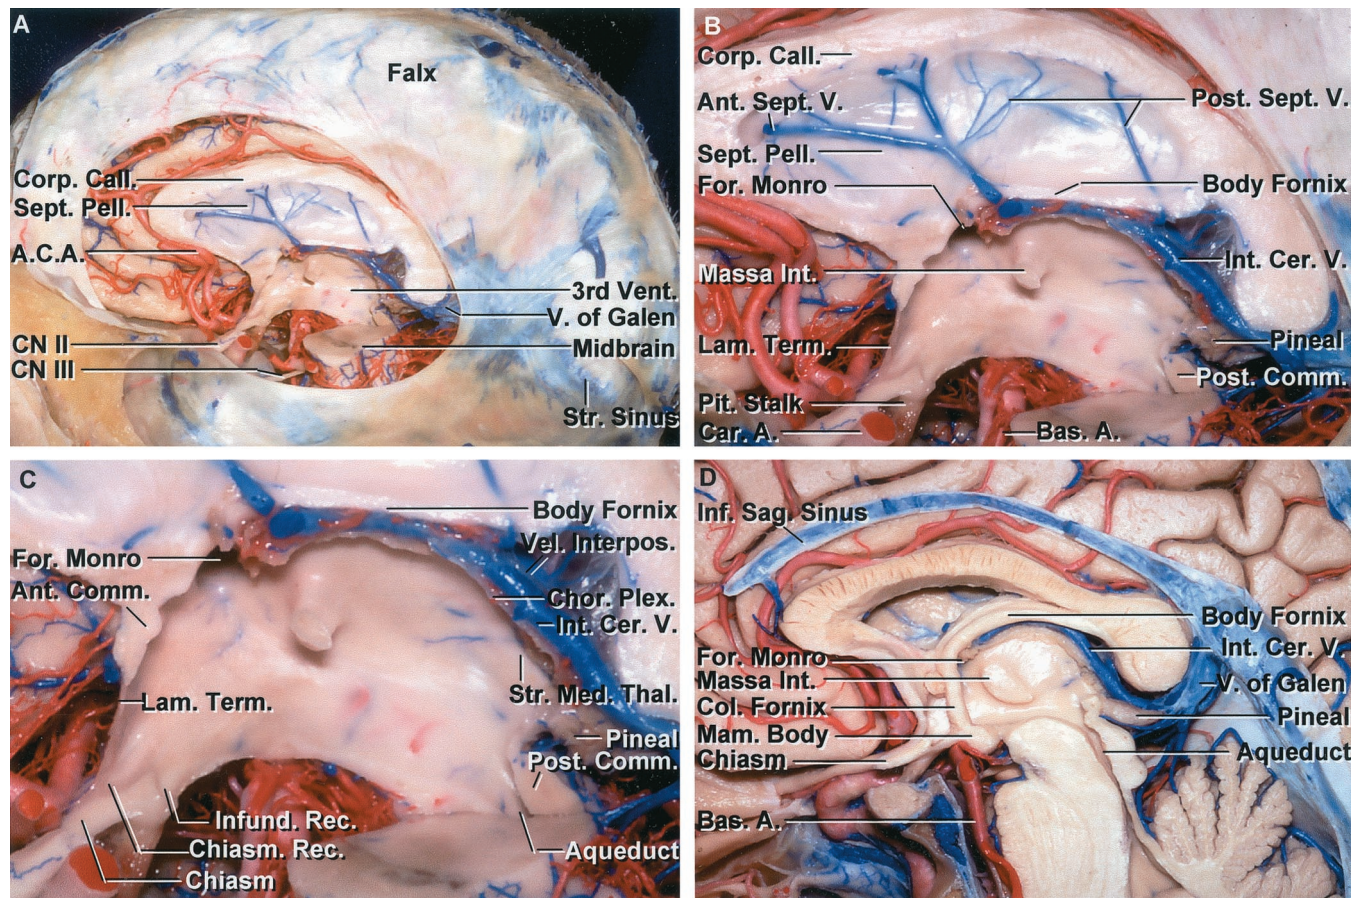 A
Falx
Corp. Call.
Sept. Pell.
A.C.A.
3rd Vent.
V. of Galen
CN II
Midbrain
CN III
Str. Sinus
B
Corp. Call.
Ant. Sept. V.
Post. Sept. V.
Sept. Pell.
For. Monro
Body Fornix
Massa Int.
Int. Cer. V.
Lam. Term.
Pineal
Post. Comm.
Pit. Stalk
Car. A.
Bas. A.
C
Body Fornix
Vel. Interpos.
For. Monro
Ant. Comm.
Chor. Plex.
Int. Cer. V.
Str. Med. Thal.
Lam. Term.
Pineal
Post. Comm.
Infund. Rec.
Chiasm. Rec.
Aqueduct
Chiasm
D
Inf. Sag. Sinus
Body Fornix
Int. Cer. V.
For. Monro
Massa Int.
V. of Galen
Col. Fornix
Pineal
Mam. Body
Aqueduct
Chiasm
Bas. A.